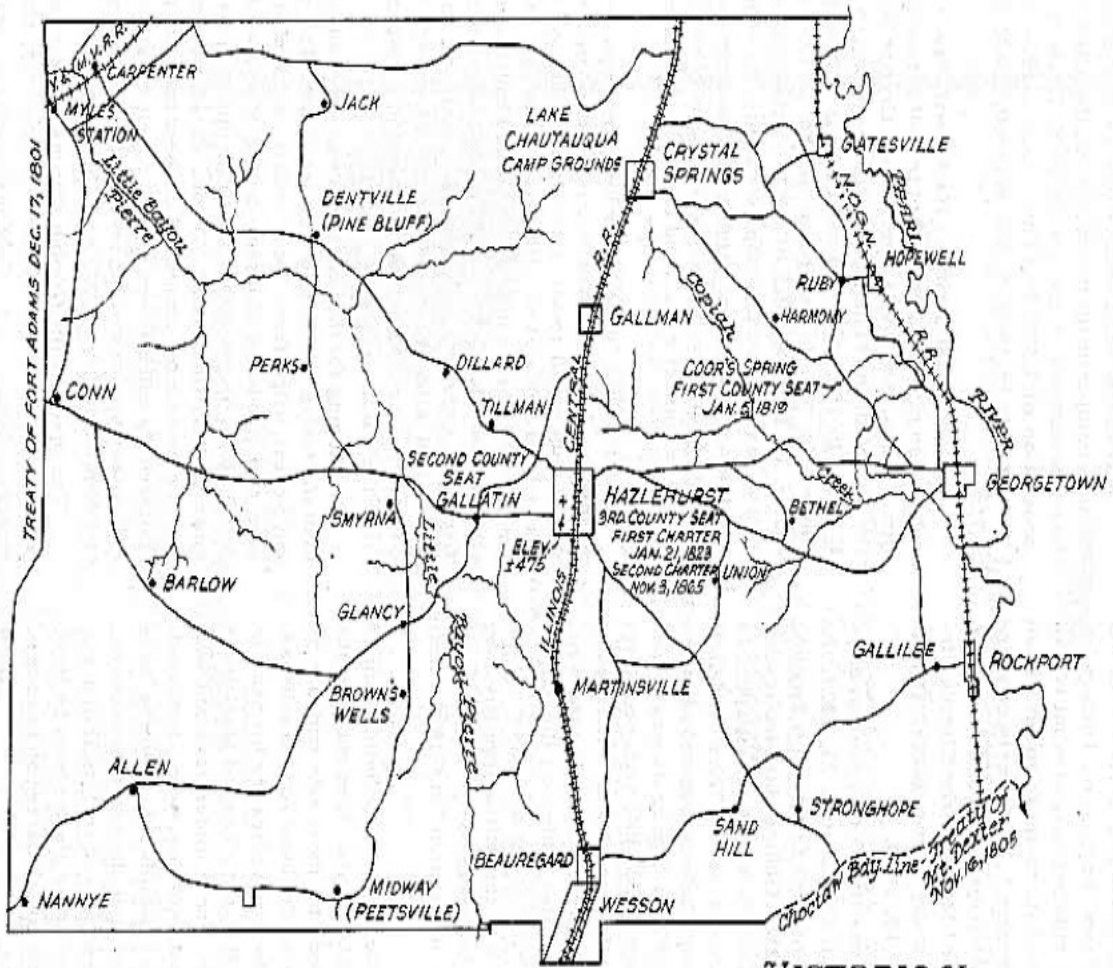 Y. & M.V. R.R.
CARPENTER
MYLES
STATION
JACK
LAKE
CHAUTAUQUA
CAMP GROUNDS
CRYSTAL
SPRINGS
GATESVILLE
TREATY OF FORT ADAMS DEC. 17, 1801
Little Bayou
Pierre
DENTVILLE
(PINE BLUFF)
PEARL
HOPEWELL
RUBY
R.R.
Copiah
GALLMAN
HARMONY
R.R.
PERKS
DILLARD
COOR'S SPRING
FIRST COUNTY SEAT
JAN. 5, 1819
CONN
TILLMAN
CENTRAL
RIVER
SECOND COUNTY
SEAT
GALLATIN
Creek
GEORGETOWN
SMYRNA
HAZLEHURST
3RD. COUNTY SEAT
FIRST CHARTER
JAN. 21, 1823
SECOND CHARTER
NOV. 3, 1865
BETHEL
Little
ELEV.
±475
UNION
BARLOW
GLANCY
ILLINOIS
Bayou Pierre
GALLILEE
ROCKPORT
BROWN'S
WELLS
MARTINSVILLE
ALLEN
SAND
HILL
STRONGHOPE
BEAUREGARD
Choctaw Bay Line - Treaty Of
Mt. Dexter
Nov. 16, 1805
NANNYE
MIDWAY
(PEETSVILLE)
WESSON